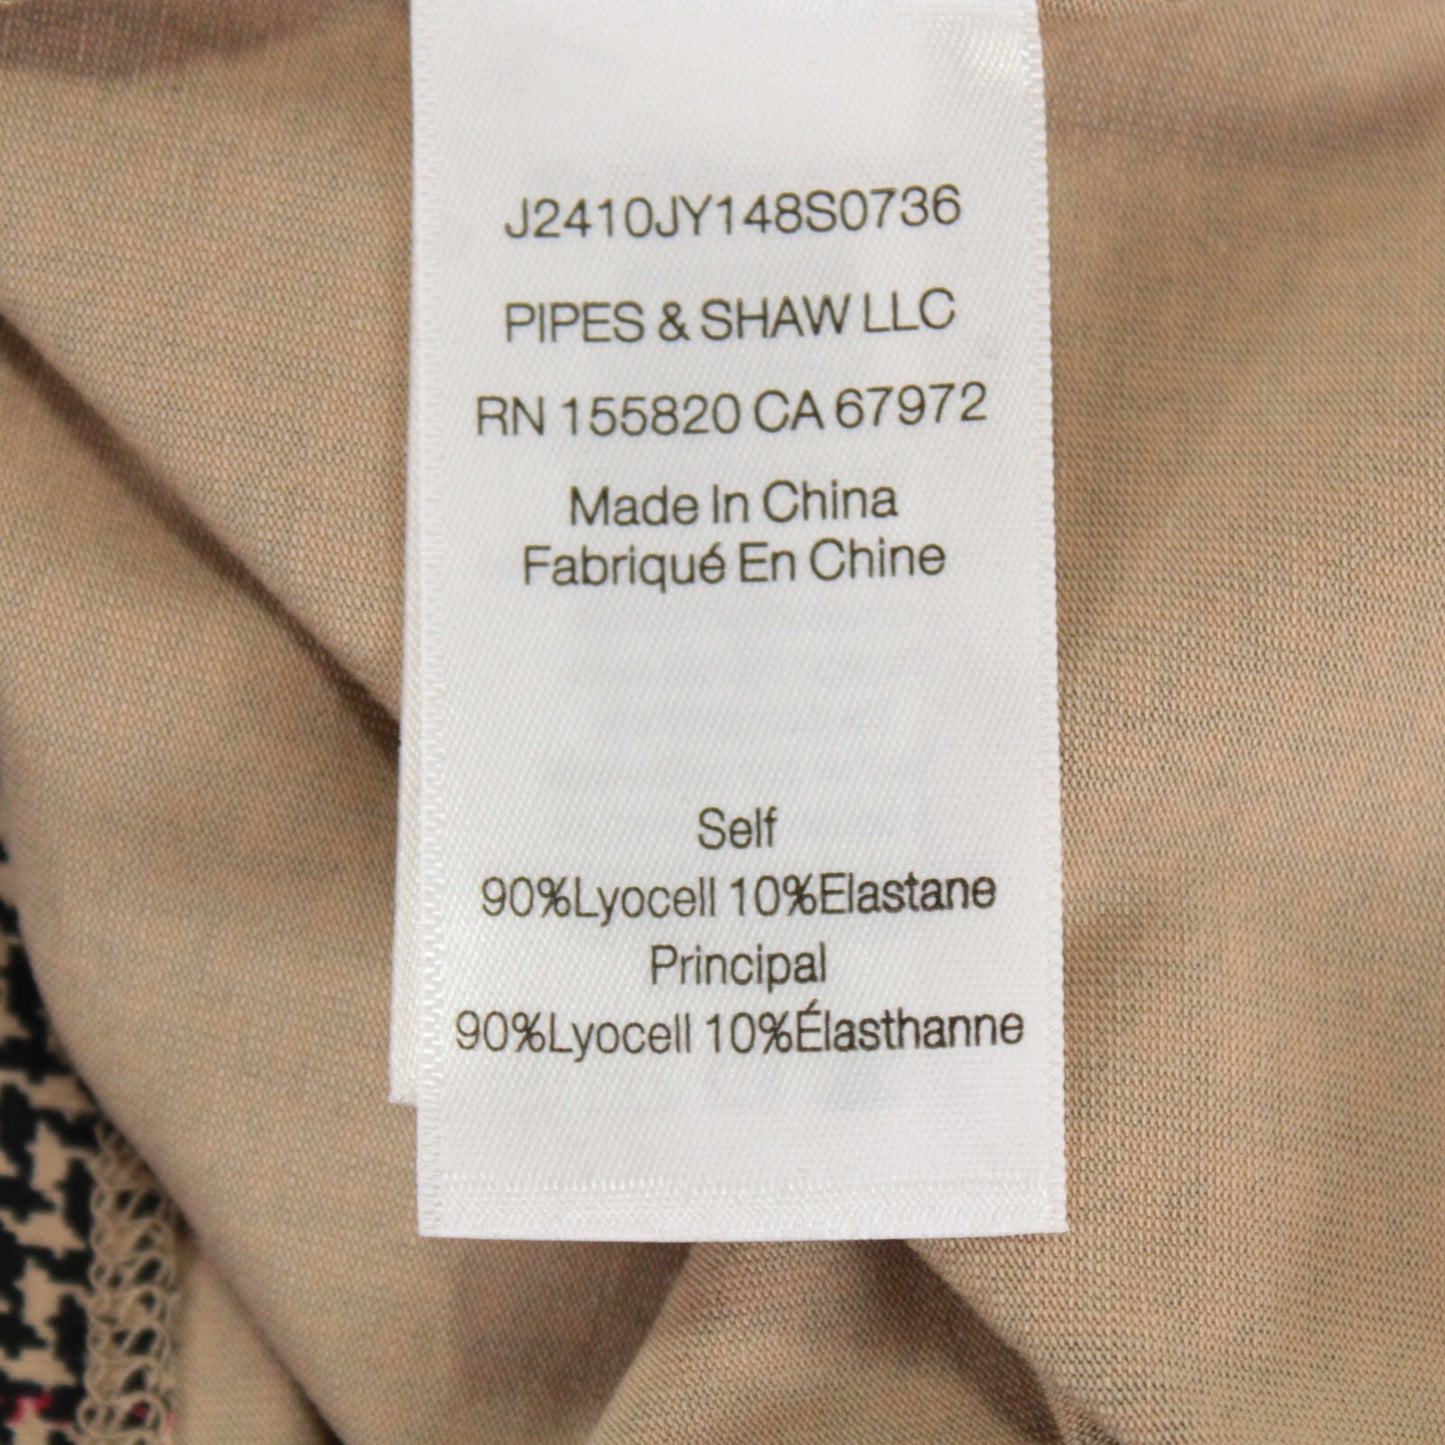 J2410JY148S0736
PIPES & SHAW LLC
RN 155820 CA 67972
Made In China
Fabriqué En Chine
Self
90%Lyocell 10%Elastane
Principal
90%Lyocell 10%Élasthanne